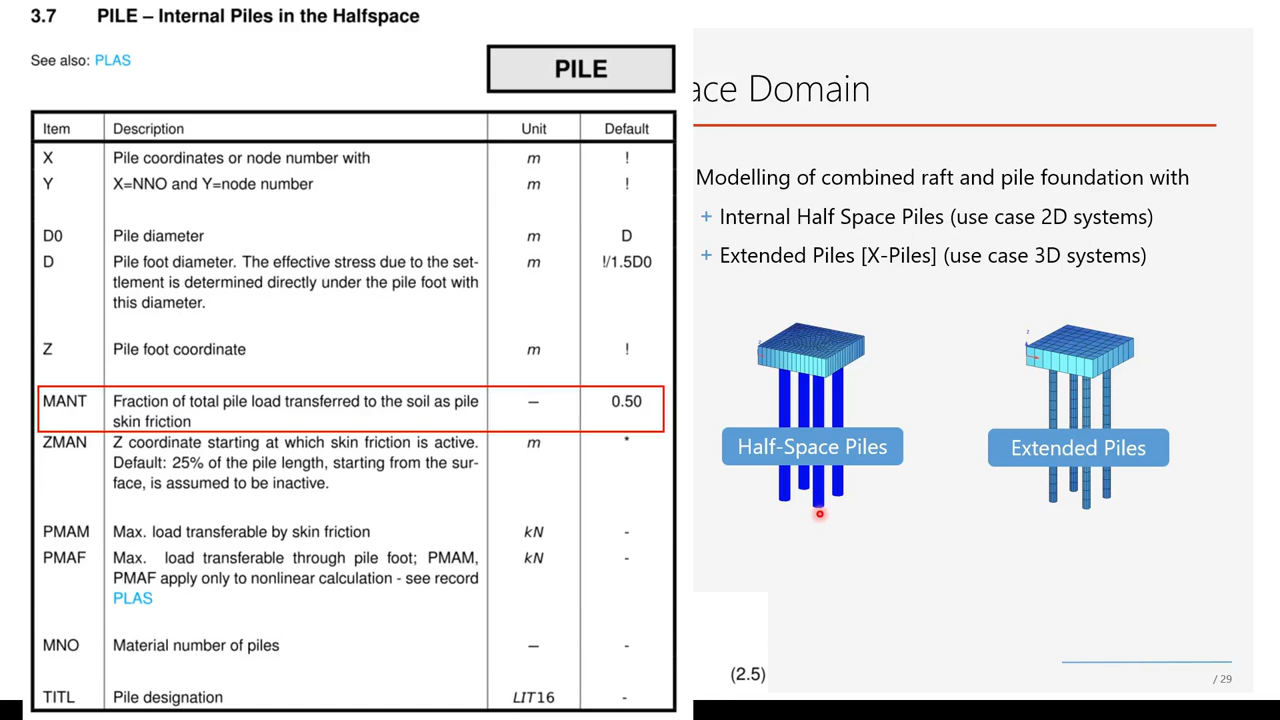 3.7 PILE – Internal Piles in the Halfspace
See also: PLAS
PILE
Item Description Unit Default
X Pile coordinates or node number with m !
Y X=NNO and Y=node number m !
D0 Pile diameter m D
D Pile foot diameter. The effective stress due to the set- m !/1.5D0
tlement is determined directly under the pile foot with
this diameter.
Z Pile foot coordinate m !
MANT Fraction of total pile load transferred to the soil as pile – 0.50
skin friction
ZMAN Z coordinate starting at which skin friction is active. m *
Default: 25% of the pile length, starting from the sur-
face, is assumed to be inactive.
PMAM Max. load transferable by skin friction kN -
PMAF Max. load transferable through pile foot; PMAM, kN -
PMAF apply only to nonlinear calculation - see record
PLAS
MNO Material number of piles – -
TITL Pile designation LIT16 -
ace Domain
Modelling of combined raft and pile foundation with
+ Internal Half Space Piles (use case 2D systems)
+ Extended Piles [X-Piles] (use case 3D systems)
Half-Space Piles
Extended Piles
(2.5)
/ 29